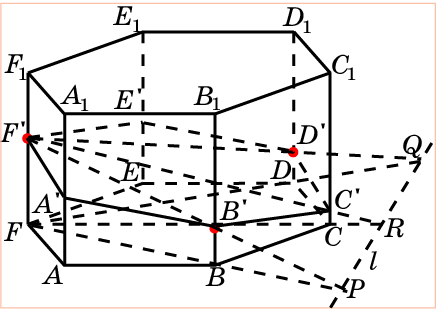 E₁ D₁
F₁ A₁ E' B₁ C₁
F' D' Q
E D
A' B' C'
F C R
A B l
P